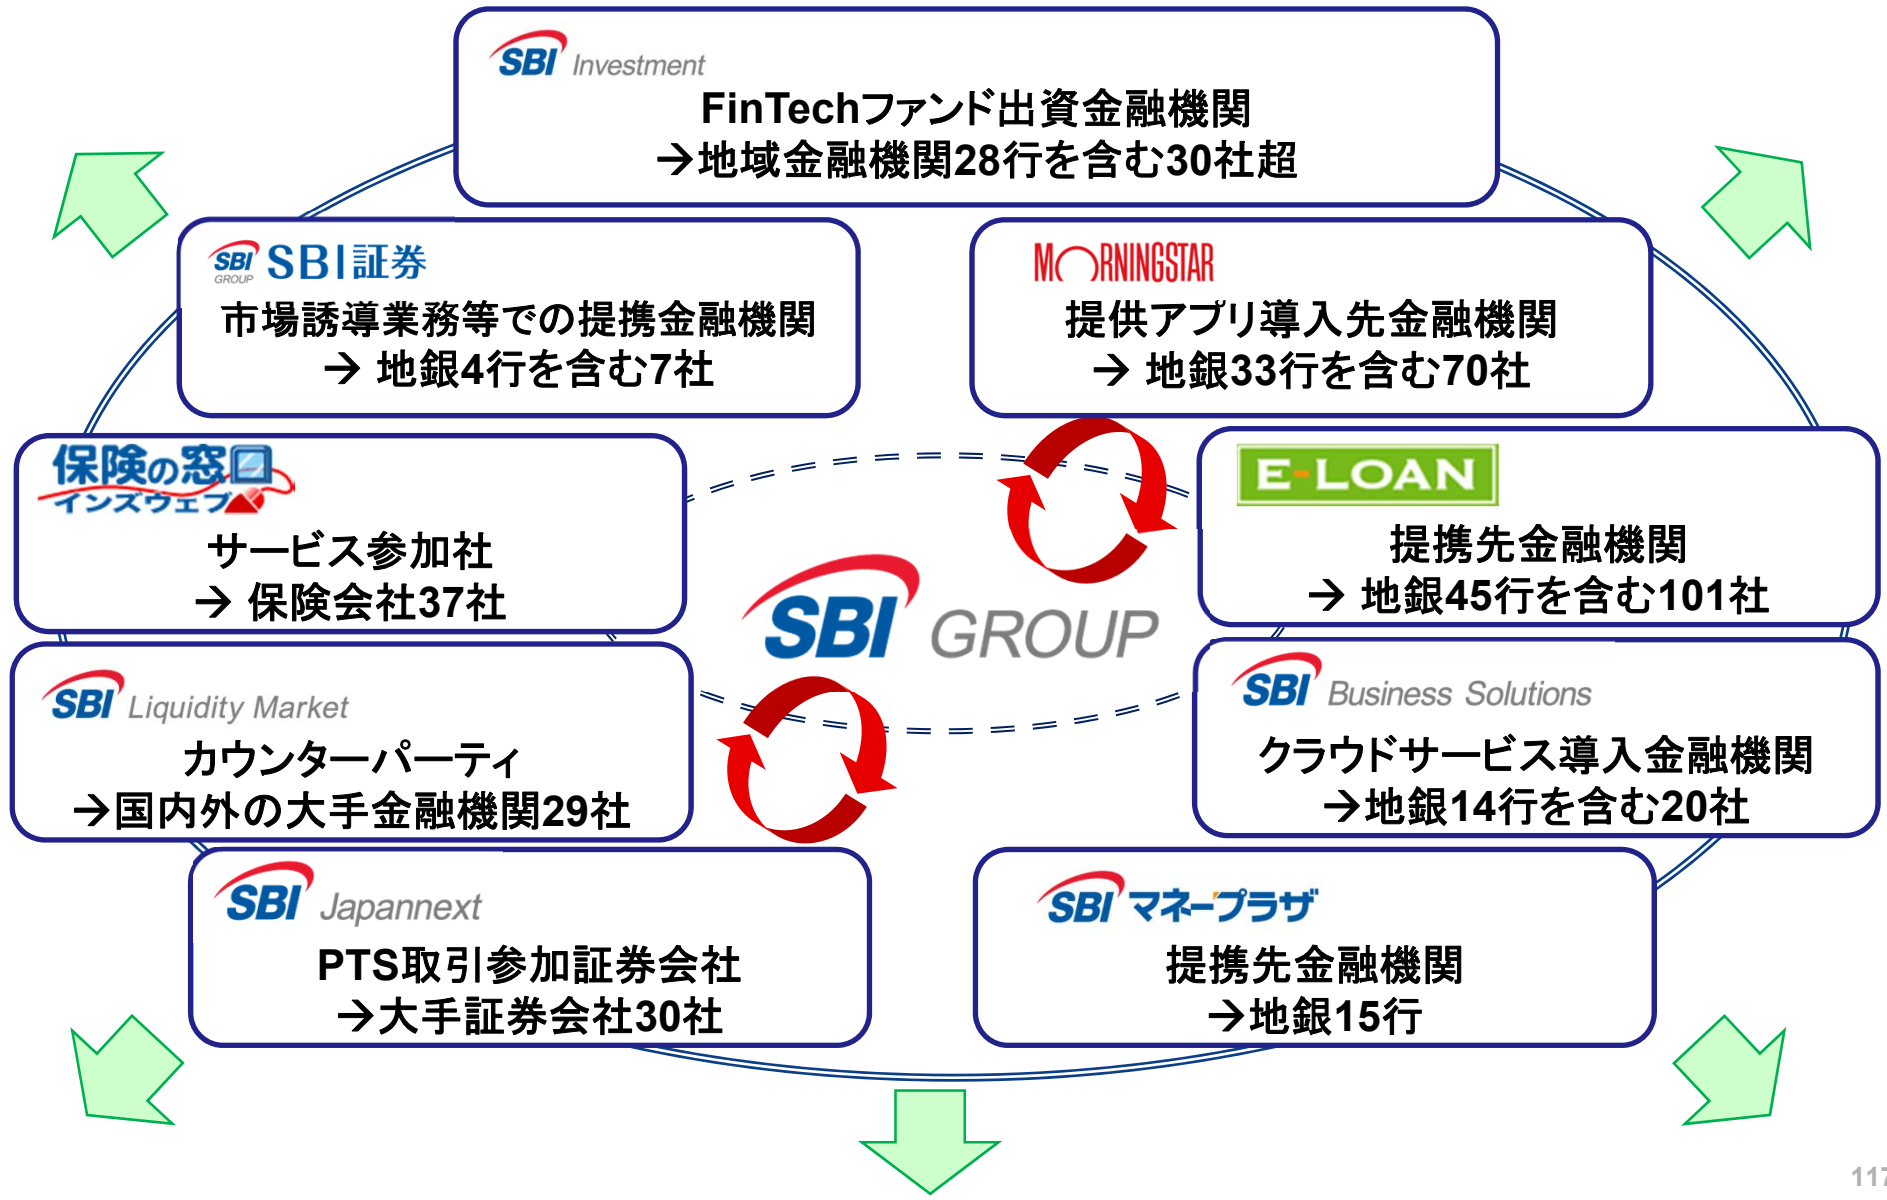 SBI Investment
FinTechファンド出資金融機関
→地域金融機関28行を含む30社超
SBI GROUP SBI証券
市場誘導業務等での提携金融機関
→ 地銀4行を含む7社
MORNINGSTAR
提供アプリ導入先金融機関
→ 地銀33行を含む70社
保険の窓口
インズウェブ
サービス参加社
→ 保険会社37社
E-LOAN
提携先金融機関
→ 地銀45行を含む101社
SBI GROUP
SBI Liquidity Market
カウンターパーティ
→国内外の大手金融機関29社
SBI Business Solutions
クラウドサービス導入金融機関
→地銀14行を含む20社
SBI Japannext
PTS取引参加証券会社
→大手証券会社30社
SBI マネープラザ
提携先金融機関
→地銀15行
117